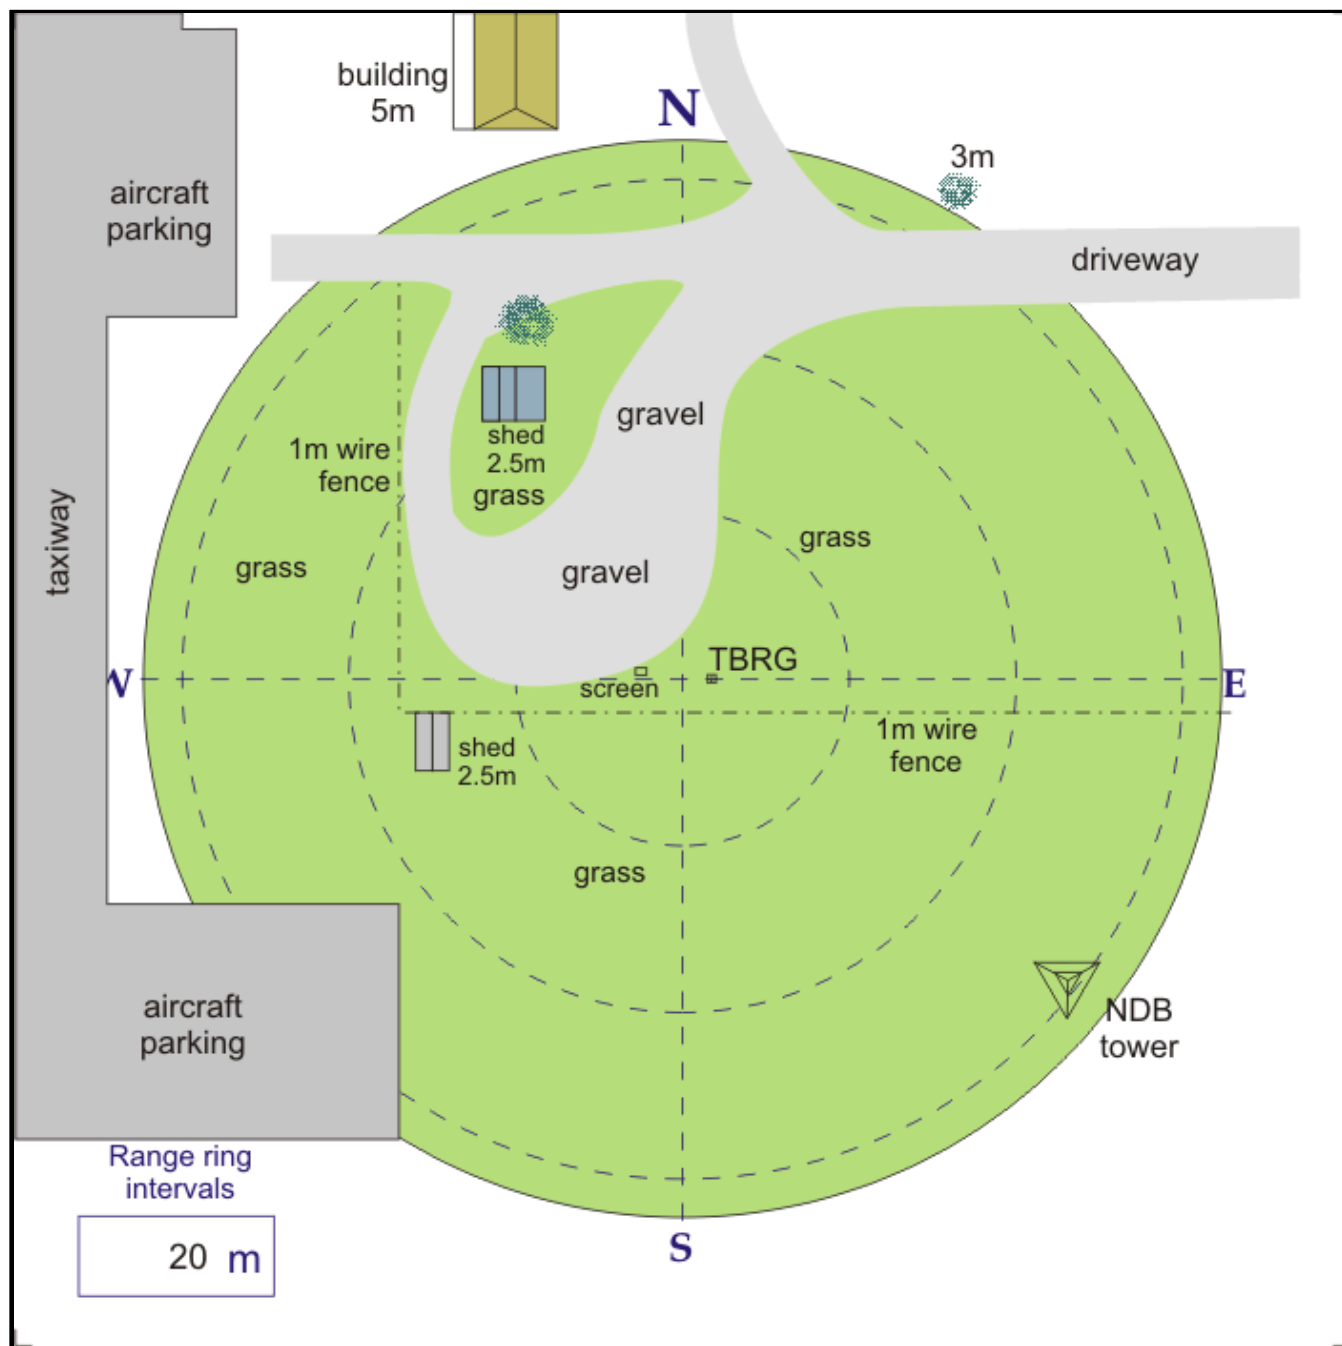 building
5m
N
3m
aircraft
parking
driveway
gravel
shed
2.5m
grass
1m wire
fence
grass
grass
gravel
taxiway
TBRG
screen
W
E
1m wire
fence
shed
2.5m
grass
aircraft
parking
NDB
tower
Range ring
intervals
20 m
S